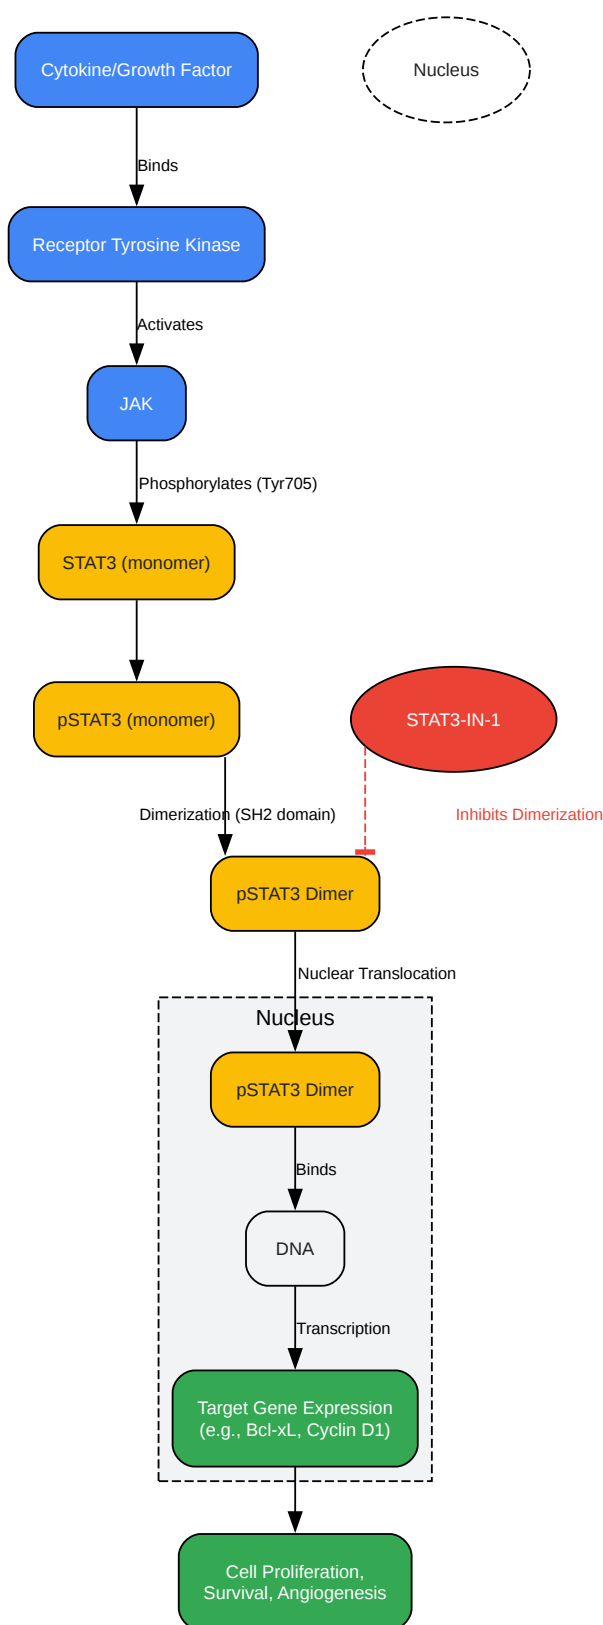 Cytokine/Growth Factor
Nucleus
Binds
Receptor Tyrosine Kinase
Activates
JAK
Phosphorylates (Tyr705)
STAT3 (monomer)
pSTAT3 (monomer)
STAT3-IN-1
Dimerization (SH2 domain)
Inhibits Dimerization
pSTAT3 Dimer
Nuclear Translocation
Nucleus
pSTAT3 Dimer
Binds
DNA
Transcription
Target Gene Expression
(e.g., Bcl-xL, Cyclin D1)
Cell Proliferation,
Survival, Angiogenesis